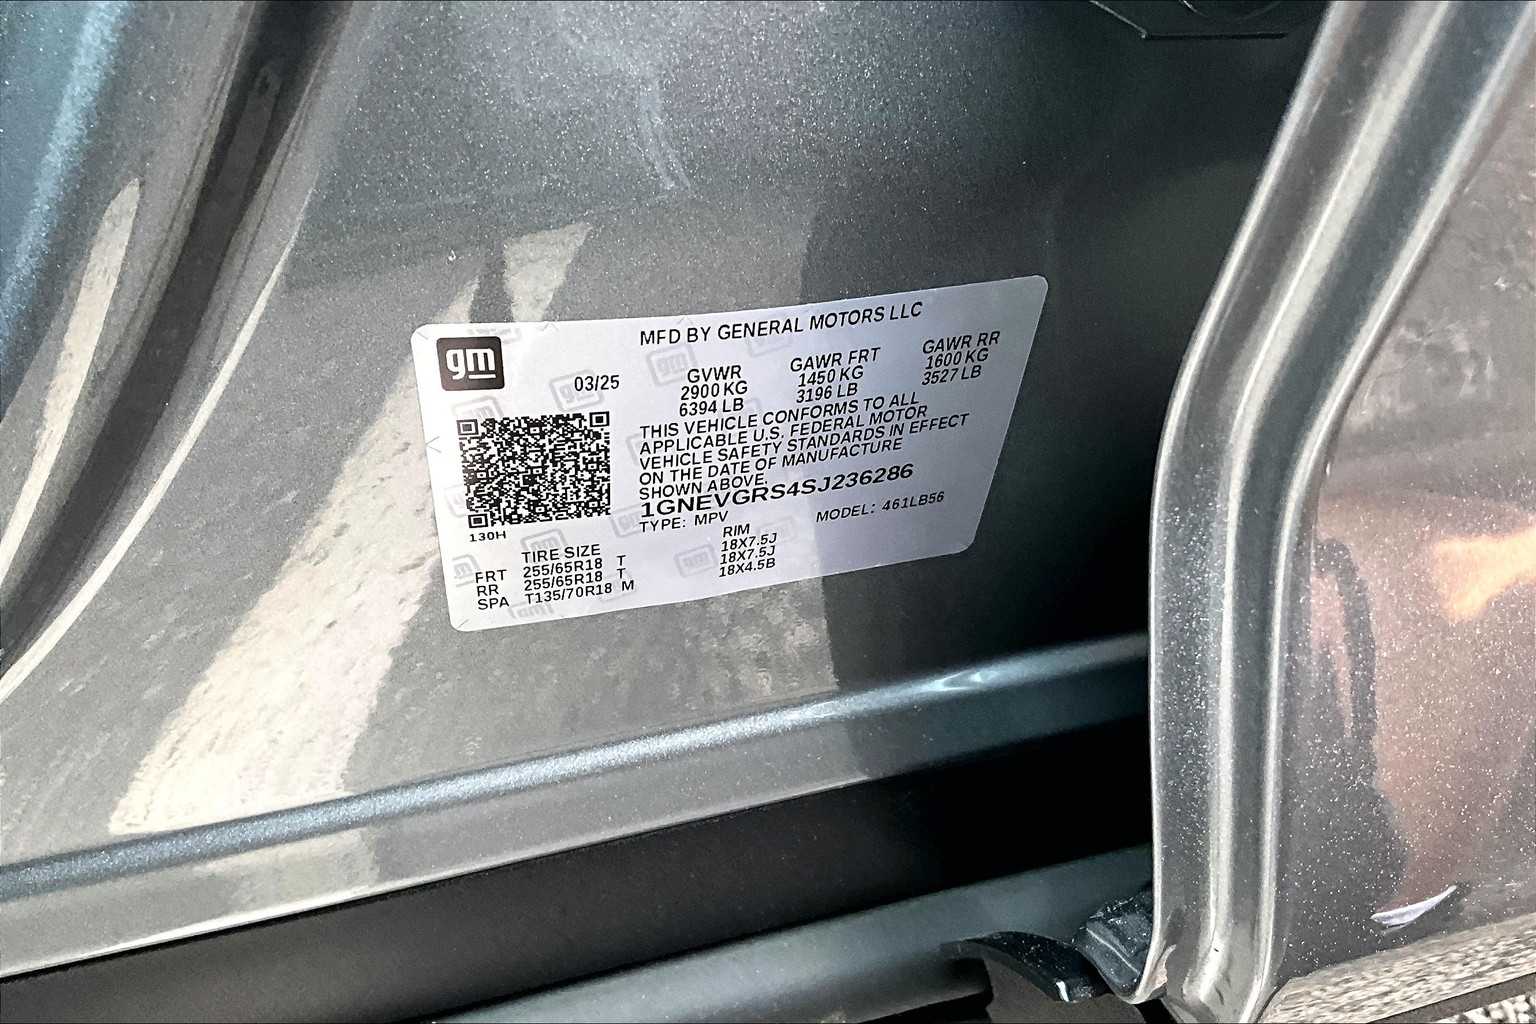 MFD BY GENERAL MOTORS LLC
gm
03/25
GVWR
2900 KG
6394 LB
GAWR FRT
1450 KG
3196 LB
GAWR RR
1600 KG
3527 LB
THIS VEHICLE CONFORMS TO ALL
APPLICABLE U.S. FEDERAL MOTOR
VEHICLE SAFETY STANDARDS IN EFFECT
ON THE DATE OF MANUFACTURE
SHOWN ABOVE.
1GNEVGRS4SJ236286
TYPE: MPV
MODEL: 461LB56
130H
TIRE SIZE
RIM
FRT 255/65R18 T 18X7.5J
RR 255/65R18 T 18X7.5J
SPA T135/70R18 M 18X4.5B